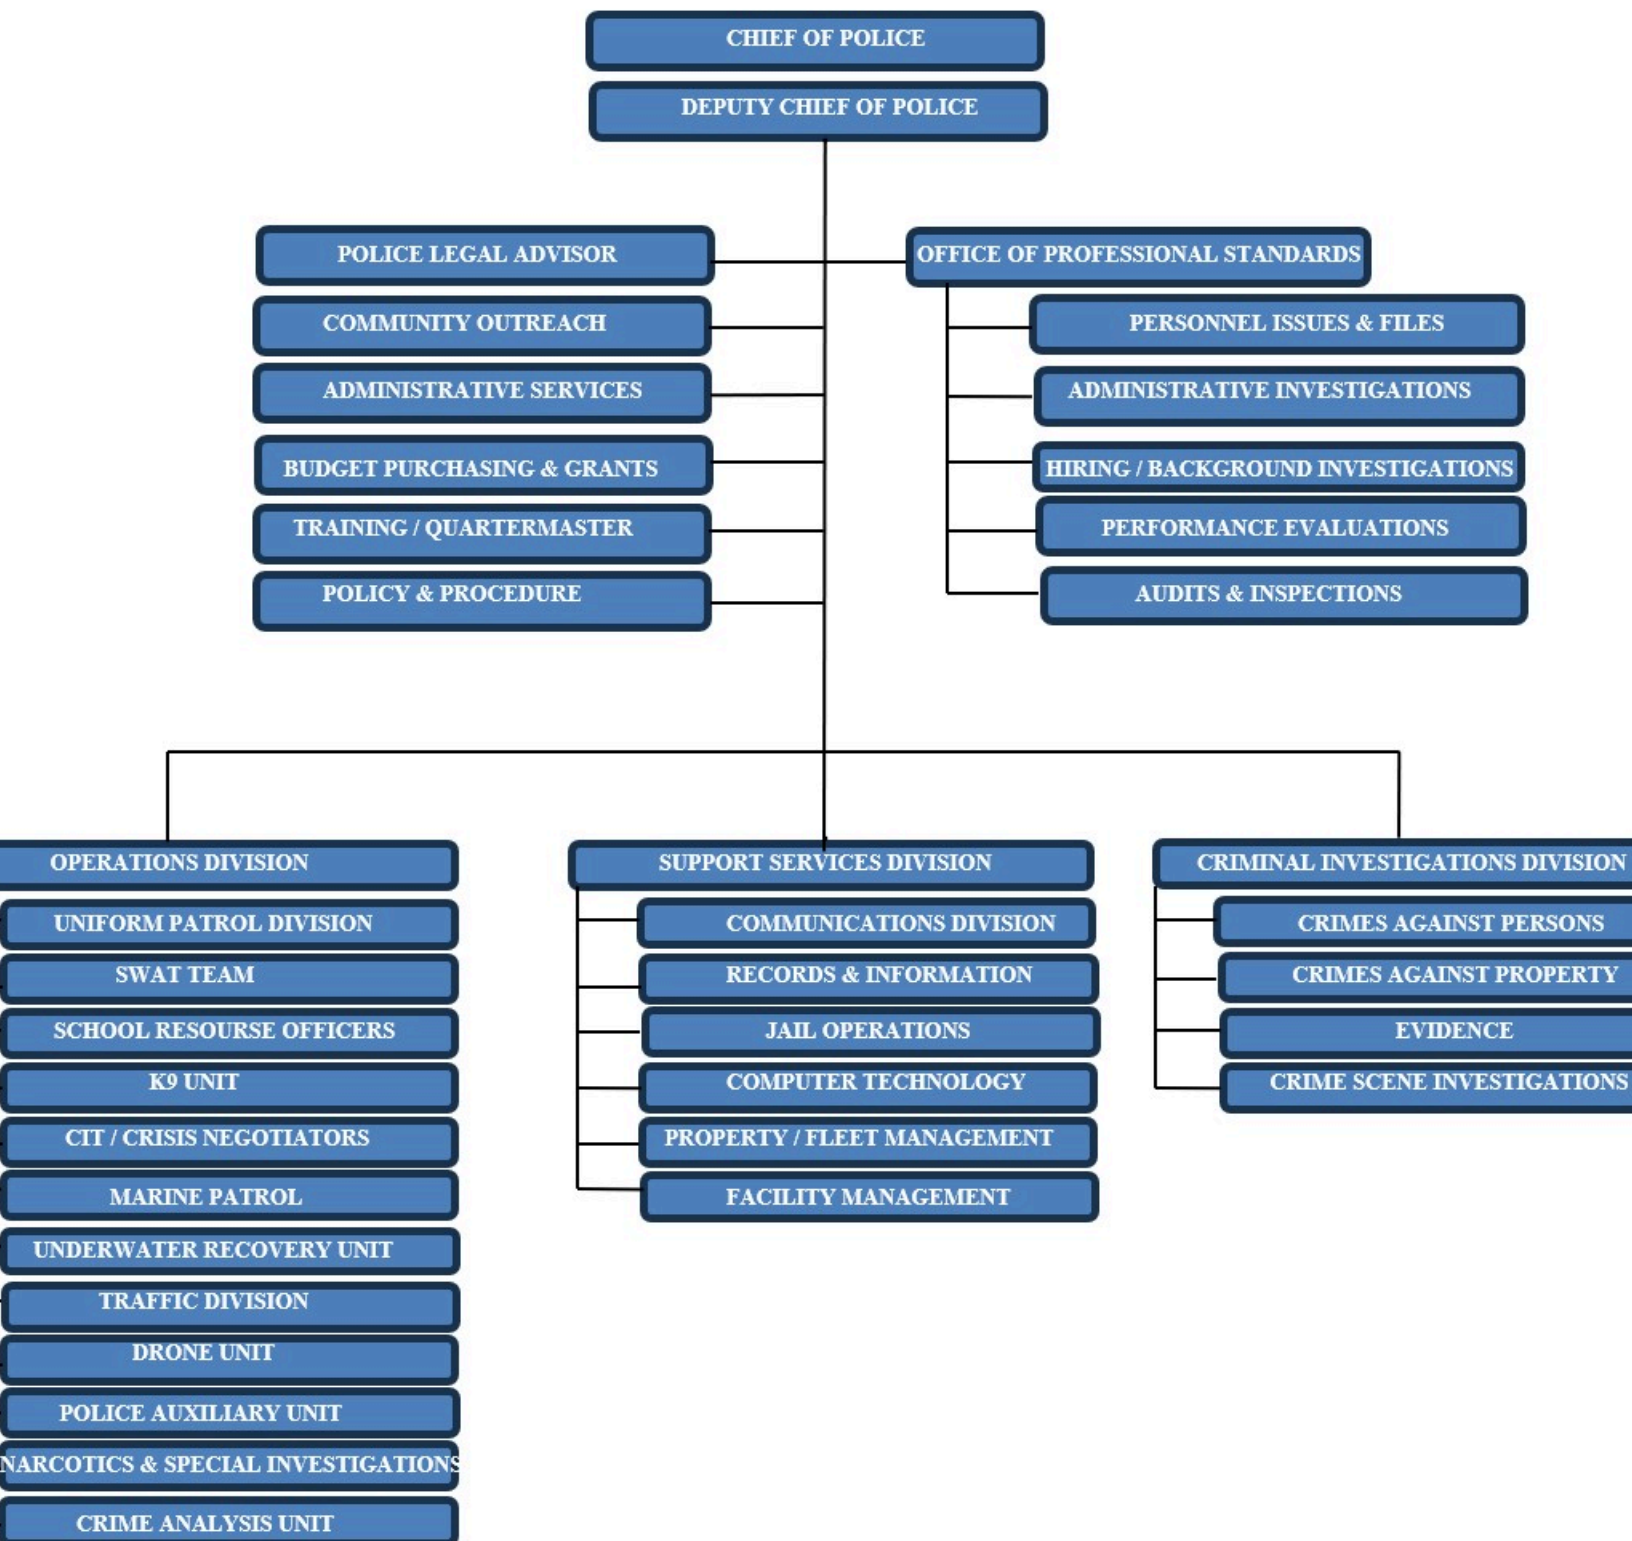 CHIEF OF POLICE
DEPUTY CHIEF OF POLICE
POLICE LEGAL ADVISOR
COMMUNITY OUTREACH
ADMINISTRATIVE SERVICES
BUDGET PURCHASING & GRANTS
TRAINING / QUARTERMASTER
POLICY & PROCEDURE
OFFICE OF PROFESSIONAL STANDARDS
PERSONNEL ISSUES & FILES
ADMINISTRATIVE INVESTIGATIONS
HIRING / BACKGROUND INVESTIGATIONS
PERFORMANCE EVALUATIONS
AUDITS & INSPECTIONS
OPERATIONS DIVISION
UNIFORM PATROL DIVISION
SWAT TEAM
SCHOOL RESOURSE OFFICERS
K9 UNIT
CIT / CRISIS NEGOTIATORS
MARINE PATROL
UNDERWATER RECOVERY UNIT
TRAFFIC DIVISION
DRONE UNIT
POLICE AUXILIARY UNIT
NARCOTICS & SPECIAL INVESTIGATIONS
CRIME ANALYSIS UNIT
SUPPORT SERVICES DIVISION
COMMUNICATIONS DIVISION
RECORDS & INFORMATION
JAIL OPERATIONS
COMPUTER TECHNOLOGY
PROPERTY / FLEET MANAGEMENT
FACILITY MANAGEMENT
CRIMINAL INVESTIGATIONS DIVISION
CRIMES AGAINST PERSONS
CRIMES AGAINST PROPERTY
EVIDENCE
CRIME SCENE INVESTIGATIONS